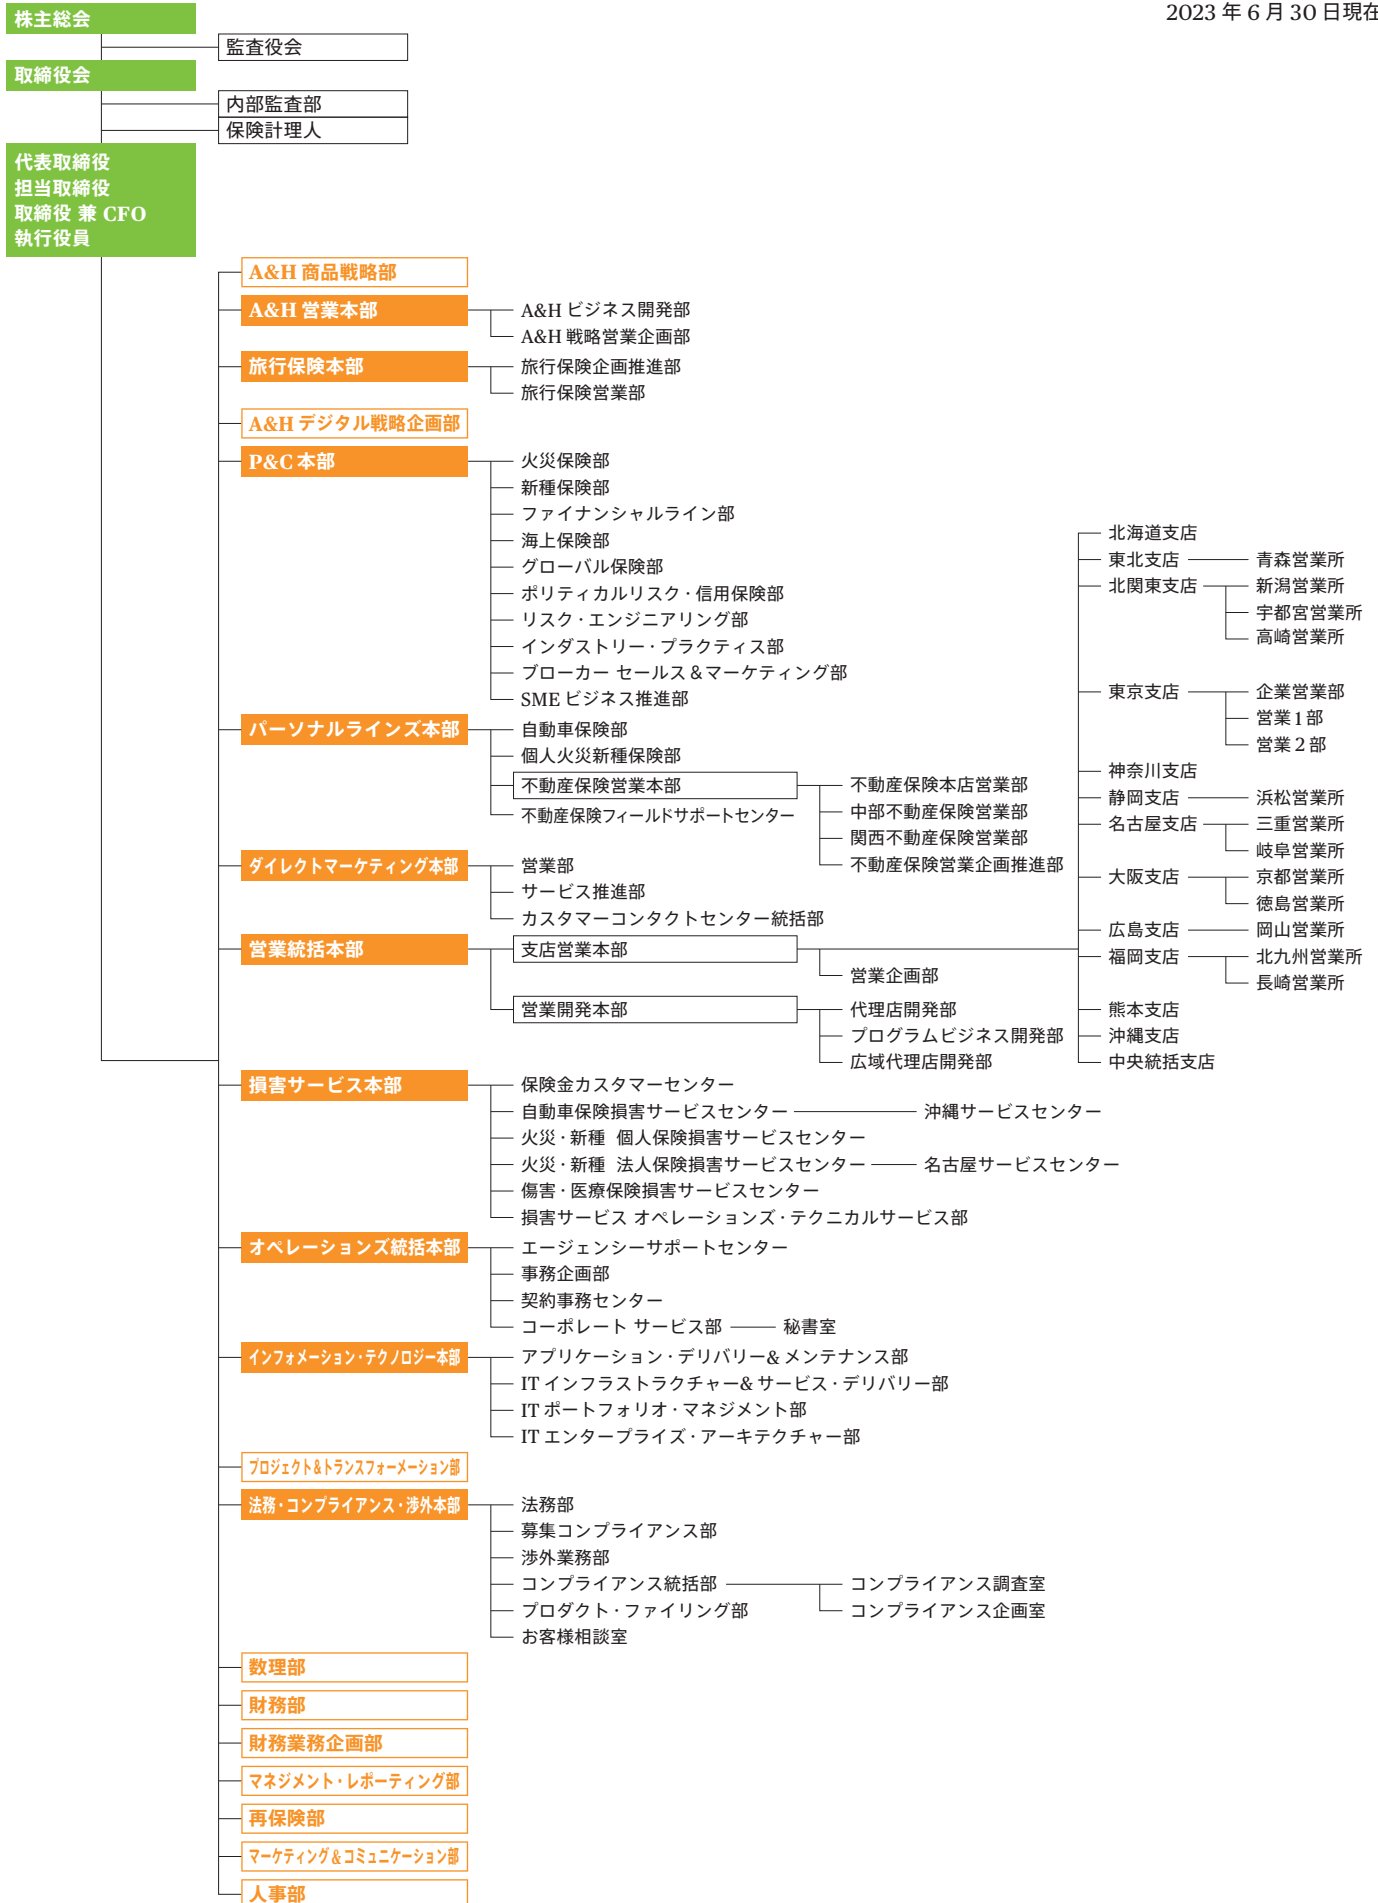 2023 年 6 月 30 日現在
株主総会
監査役会
取締役会
内部監査部
保険計理人
代表取締役
担当取締役
取締役 兼 CFO
執行役員
A&H 商品戦略部
A&H 営業本部
A&H ビジネス開発部
A&H 戦略営業企画部
旅行保険本部
旅行保険企画推進部
旅行保険営業部
A&H デジタル戦略企画部
P&C 本部
火災保険部
新種保険部
ファイナンシャルライン部
海上保険部
グローバル保険部
ポリティカルリスク・信用保険部
リスク・エンジニアリング部
インダストリー・プラクティス部
ブローカー セールス＆マーケティング部
SME ビジネス推進部
パーソナルラインズ本部
自動車保険部
個人火災新種保険部
不動産保険営業本部
不動産保険本店営業部
中部不動産保険営業部
関西不動産保険営業部
不動産保険営業企画推進部
不動産保険フィールドサポートセンター
ダイレクトマーケティング本部
営業部
サービス推進部
カスタマーコンタクトセンター統括部
営業統括本部
支店営業本部
営業企画部
北海道支店
東北支店
青森営業所
北関東支店
新潟営業所
宇都宮営業所
高崎営業所
東京支店
企業営業部
営業 1 部
営業 2 部
神奈川支店
静岡支店
浜松営業所
名古屋支店
三重営業所
岐阜営業所
大阪支店
京都営業所
徳島営業所
広島支店
岡山営業所
福岡支店
北九州営業所
長崎営業所
熊本支店
沖縄支店
中央統括支店
営業開発本部
代理店開発部
プログラムビジネス開発部
広域代理店開発部
損害サービス本部
保険金カスタマーセンター
自動車保険損害サービスセンター
沖縄サービスセンター
火災・新種 個人保険損害サービスセンター
火災・新種 法人保険損害サービスセンター
名古屋サービスセンター
傷害・医療保険損害サービスセンター
損害サービス オペレーションズ・テクニカルサービス部
オペレーションズ統括本部
エージェンシーサポートセンター
事務企画部
契約事務センター
コーポレート サービス部
秘書室
インフォメーション・テクノロジー本部
アプリケーション・デリバリー& メンテナンス部
IT インフラストラクチャー& サービス・デリバリー部
IT ポートフォリオ・マネジメント部
IT エンタープライズ・アーキテクチャー部
プロジェクト&トランスフォーメーション部
法務・コンプライアンス・渉外本部
法務部
募集コンプライアンス部
渉外業務部
コンプライアンス統括部
コンプライアンス調査室
コンプライアンス企画室
プロダクト・ファイリング部
お客様相談室
数理部
財務部
財務業務企画部
マネジメント・レポーティング部
再保険部
マーケティング&コミュニケーション部
人事部